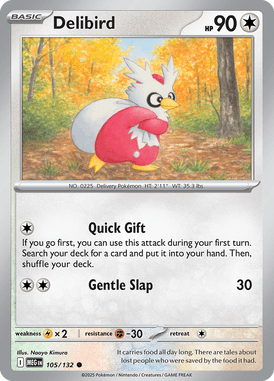 BASIC
Delibird
HP 90
NO. 0225 Delivery Pokémon HT: 2'11" WT: 35.3 lbs
Quick Gift
If you go first, you can use this attack during your first turn.
Search your deck for a card and put it into your hand. Then,
shuffle your deck.
Gentle Slap 30
weakness ×2 resistance -30 retreat
Illus. Naoyo Kimura
It carries food all day long. There are tales about
lost people who were saved by the food it had.
I MEG EN 105/132
©2025 Pokémon / Nintendo / Creatures / GAME FREAK